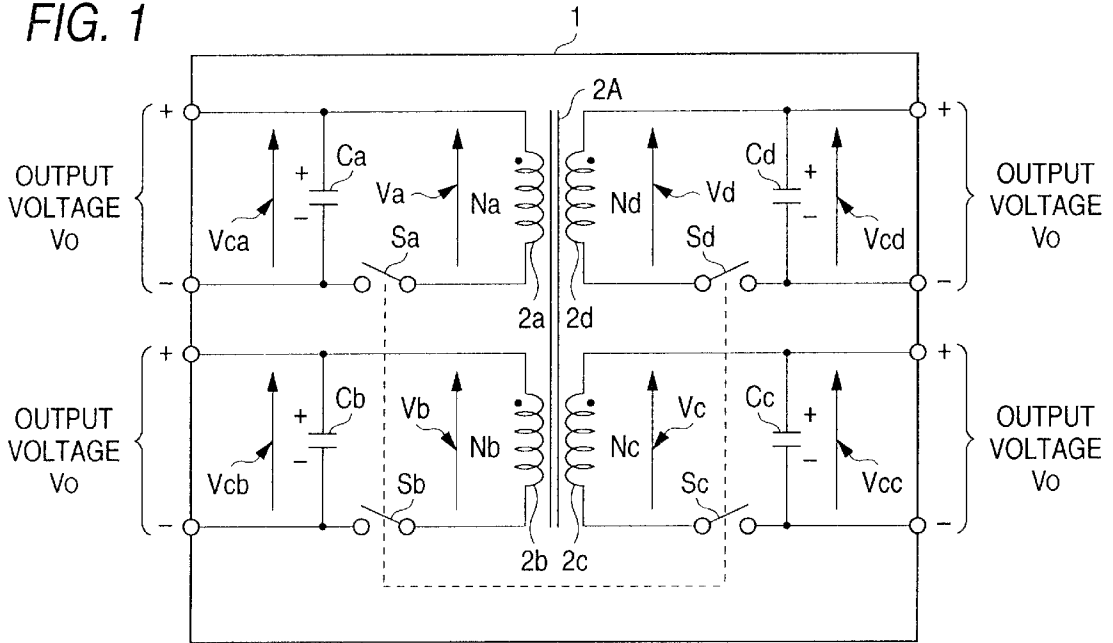 FIG. 1
1
2A
+
+
OUTPUT
VOLTAGE
Vo
Vca
+
−
Ca
Va
Na
Nd
Vd
Cd
+
−
Vcd
OUTPUT
VOLTAGE
Vo
Sa
Sd
−
−
2a
2d
+
+
OUTPUT
VOLTAGE
Vo
Vcb
+
−
Cb
Vb
Nb
Nc
Vc
Cc
+
−
Vcc
OUTPUT
VOLTAGE
Vo
Sb
Sc
−
−
2b
2c